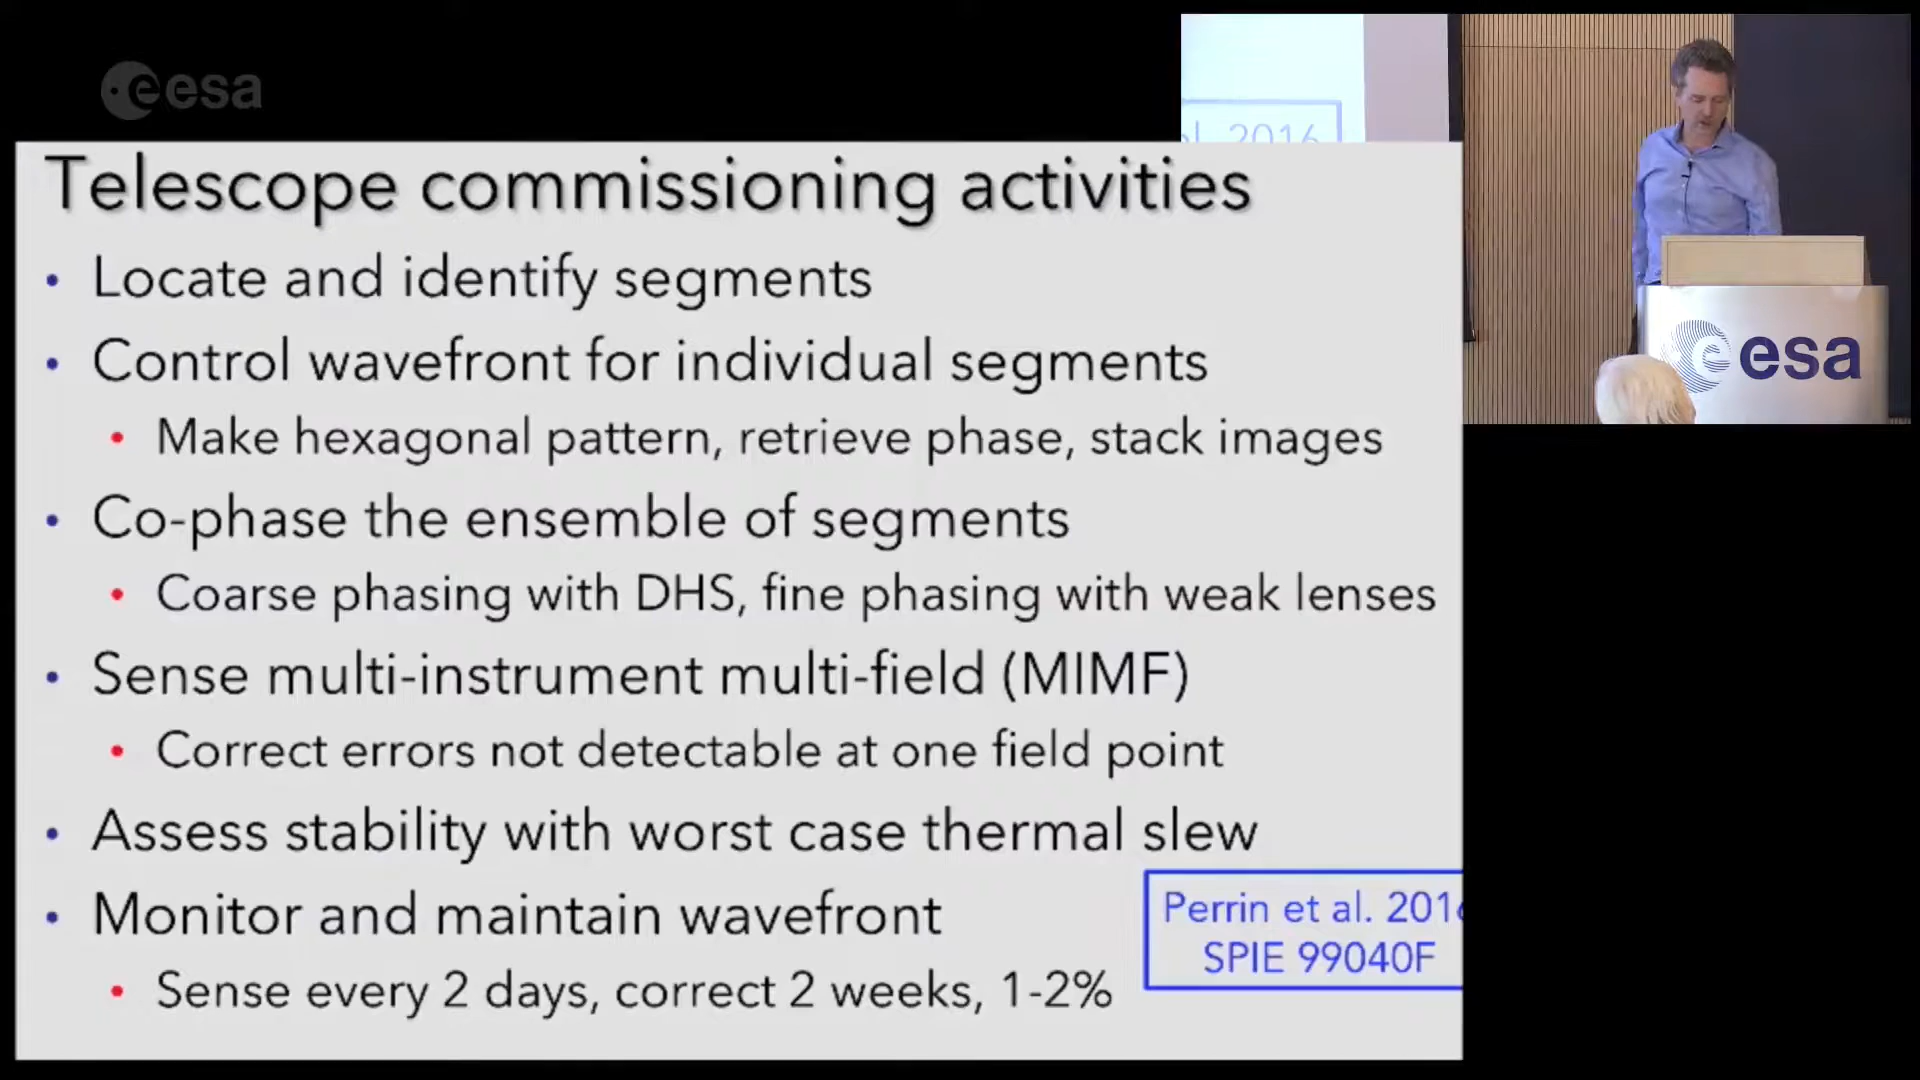 esa
al. 2016
Telescope commissioning activities
• Locate and identify segments
• Control wavefront for individual segments
• Make hexagonal pattern, retrieve phase, stack images
• Co-phase the ensemble of segments
• Coarse phasing with DHS, fine phasing with weak lenses
• Sense multi-instrument multi-field (MIMF)
• Correct errors not detectable at one field point
• Assess stability with worst case thermal slew
• Monitor and maintain wavefront
• Sense every 2 days, correct 2 weeks, 1-2%
Perrin et al. 2016
SPIE 99040F
esa